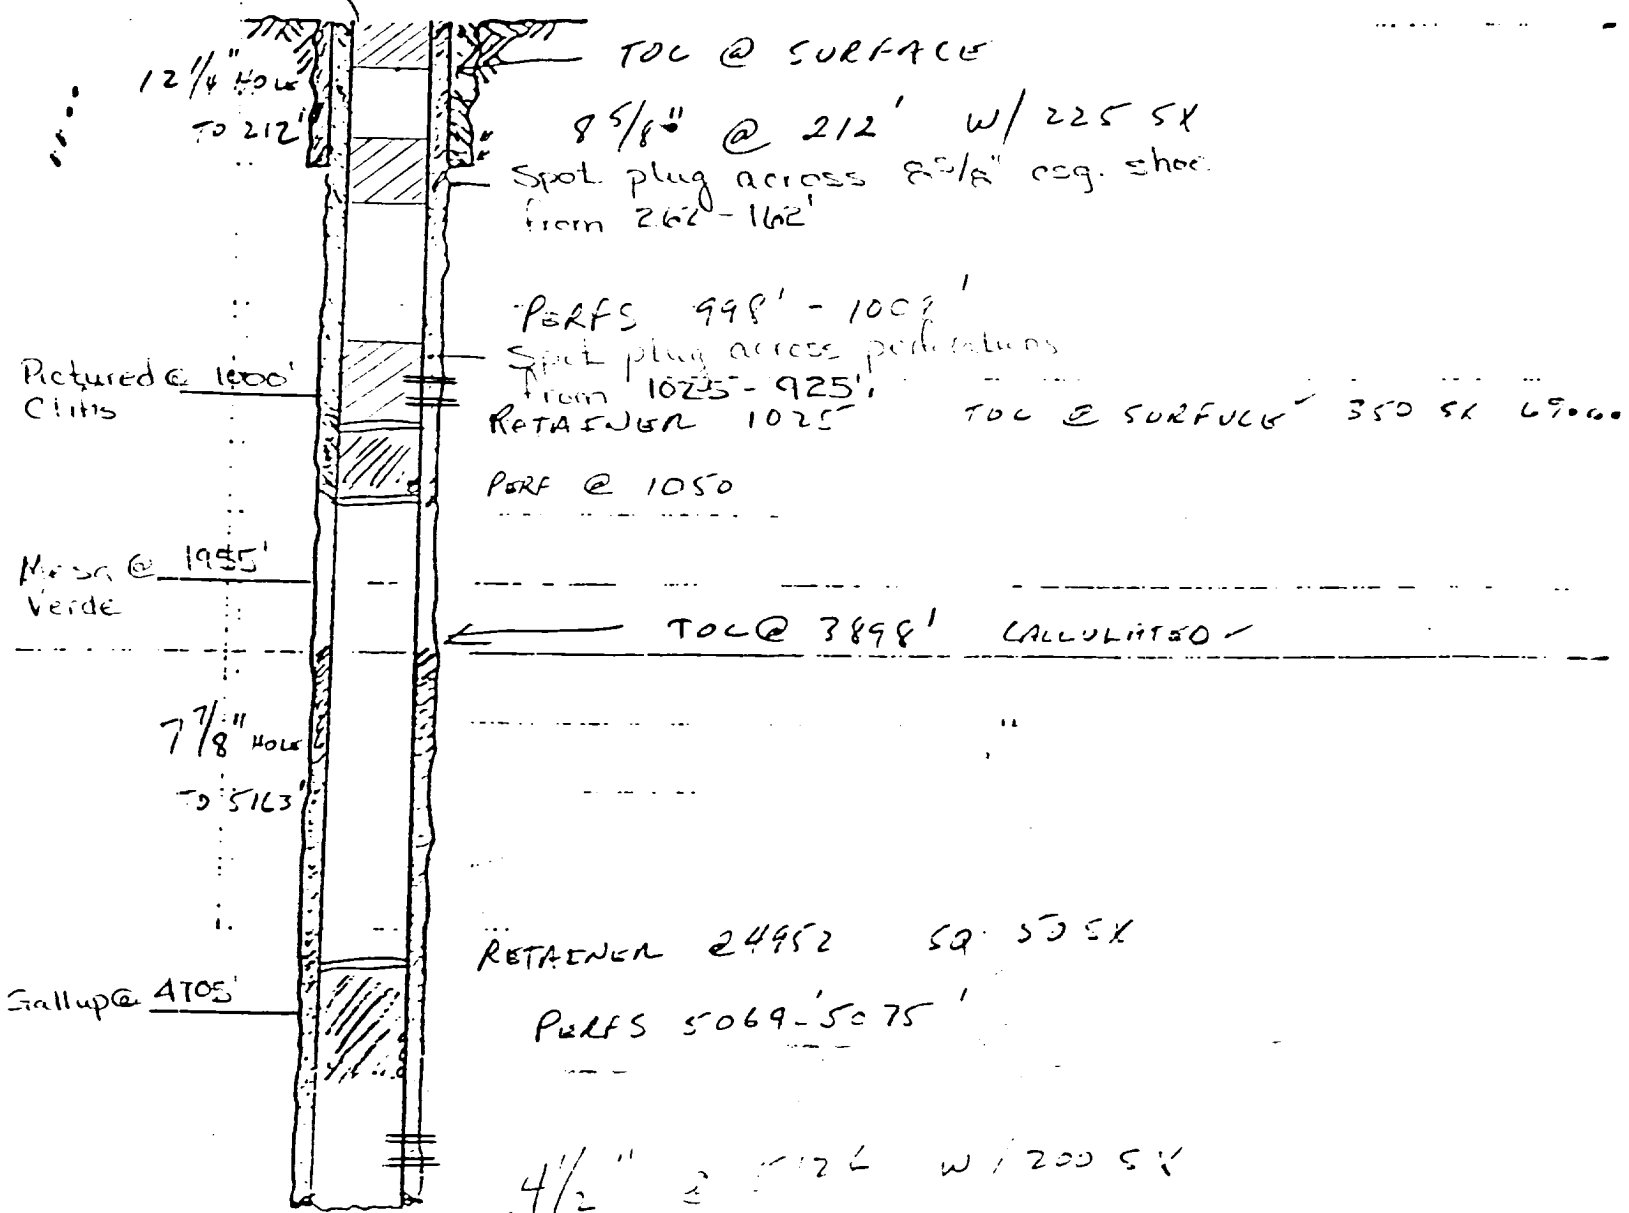 TOC @ SURFACE
12 1/4" HOLE
TO 212'
8 5/8" @ 212' W/ 225 SX
Spot plug across 8 5/8" csg. shoe
from 262'-162'
PERFS 998' -
Spot plug across perforations
from 1025-925'
Pictured @ 1000'
Cliffs
RETAINER 1025
TOC @ SURFUCE 350 SX
PERF @ 1050
Mesa @
Verde
TOC @ 3898' CALCULATED
7 7/8" HOLE
TO 5163'
RETAINER @ 4952 SQ. 50 SX
Gallup @ 4705'
PERFS 5069'-5075'
4 1/2" @ W/ 200 SX